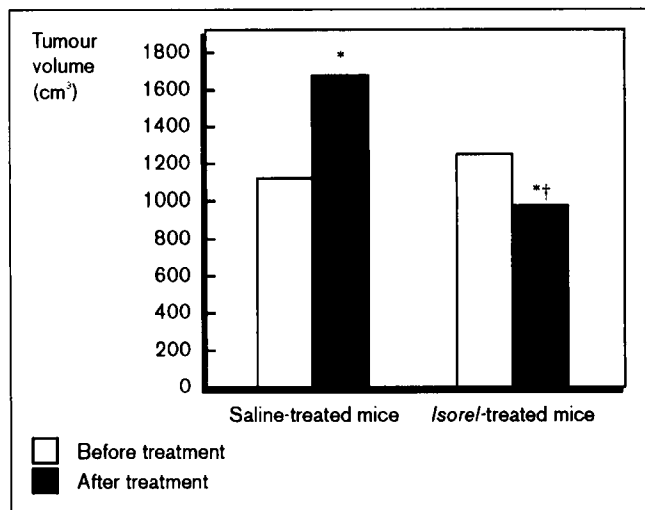 Tumour
volume
(cm³)
1800
1600
1400
1200
1000
800
600
400
200
0
*
*†
Saline-treated mice
Isorel-treated mice
Before treatment
After treatment